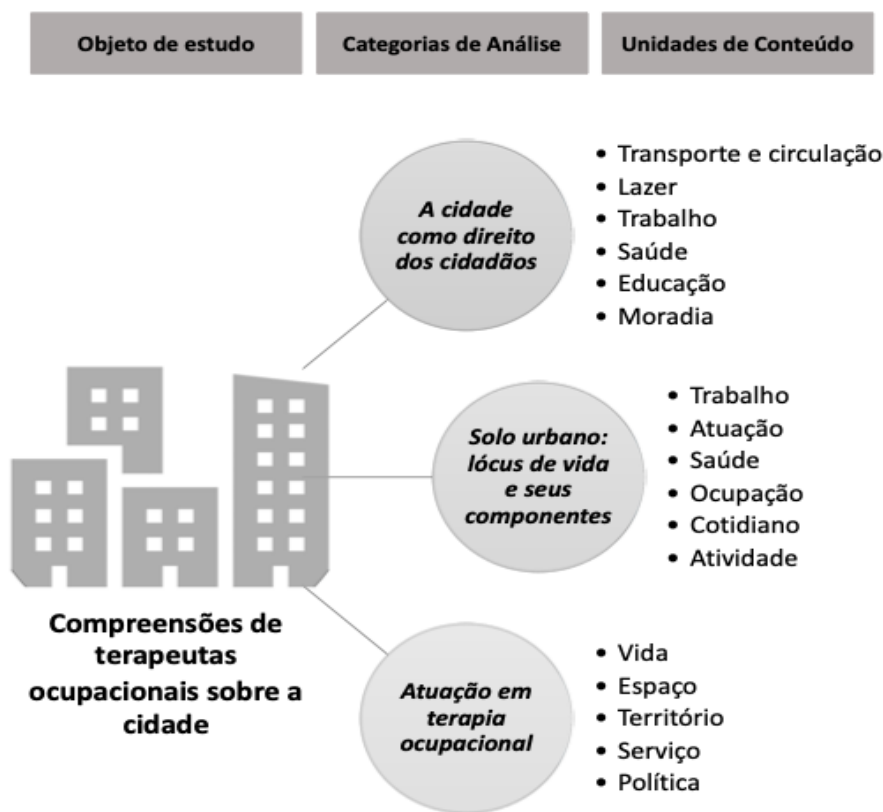 Objeto de estudo
Categorias de Análise
Unidades de Conteúdo
A cidade
como direito
dos cidadãos
• Transporte e circulação
• Lazer
• Trabalho
• Saúde
• Educação
• Moradia
Solo urbano:
lócus de vida
e seus
componentes
• Trabalho
• Atuação
• Saúde
• Ocupação
• Cotidiano
• Atividade
Compreensões de
terapeutas
ocupacionais sobre a
cidade
Atuação em
terapia
ocupacional
• Vida
• Espaço
• Território
• Serviço
• Política